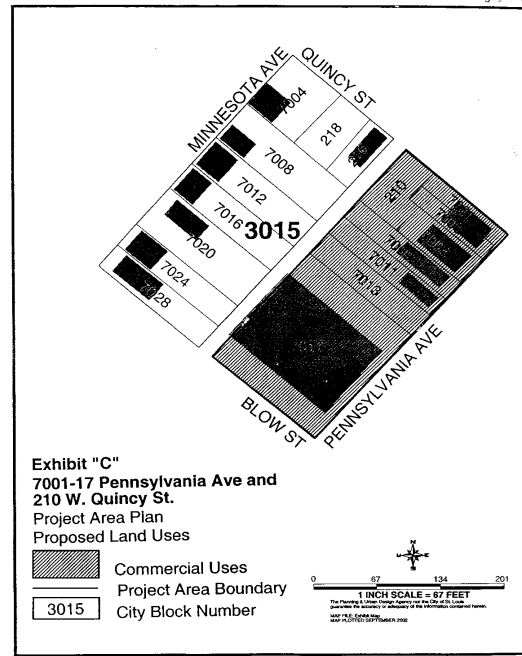 MINNESOTA AVE
QUINCY ST
7004
218
7008
7012
7016
7020
7024
7028
3015
210
7011
7013
BLOW ST
PENNSYLVANIA AVE
Exhibit "C"
7001-17 Pennsylvania Ave and
210 W. Quincy St.
Project Area Plan
Proposed Land Uses
Commercial Uses
Project Area Boundary
3015 City Block Number
0 67 134 201
1 INCH SCALE = 67 FEET
The Planning & Urban Design Agency nor the City of St. Louis
guarantee the accuracy or adequacy of the information contained herein.
MAP FILE: Exhibit Map
MAP PLOTTED SEPTEMBER 2002